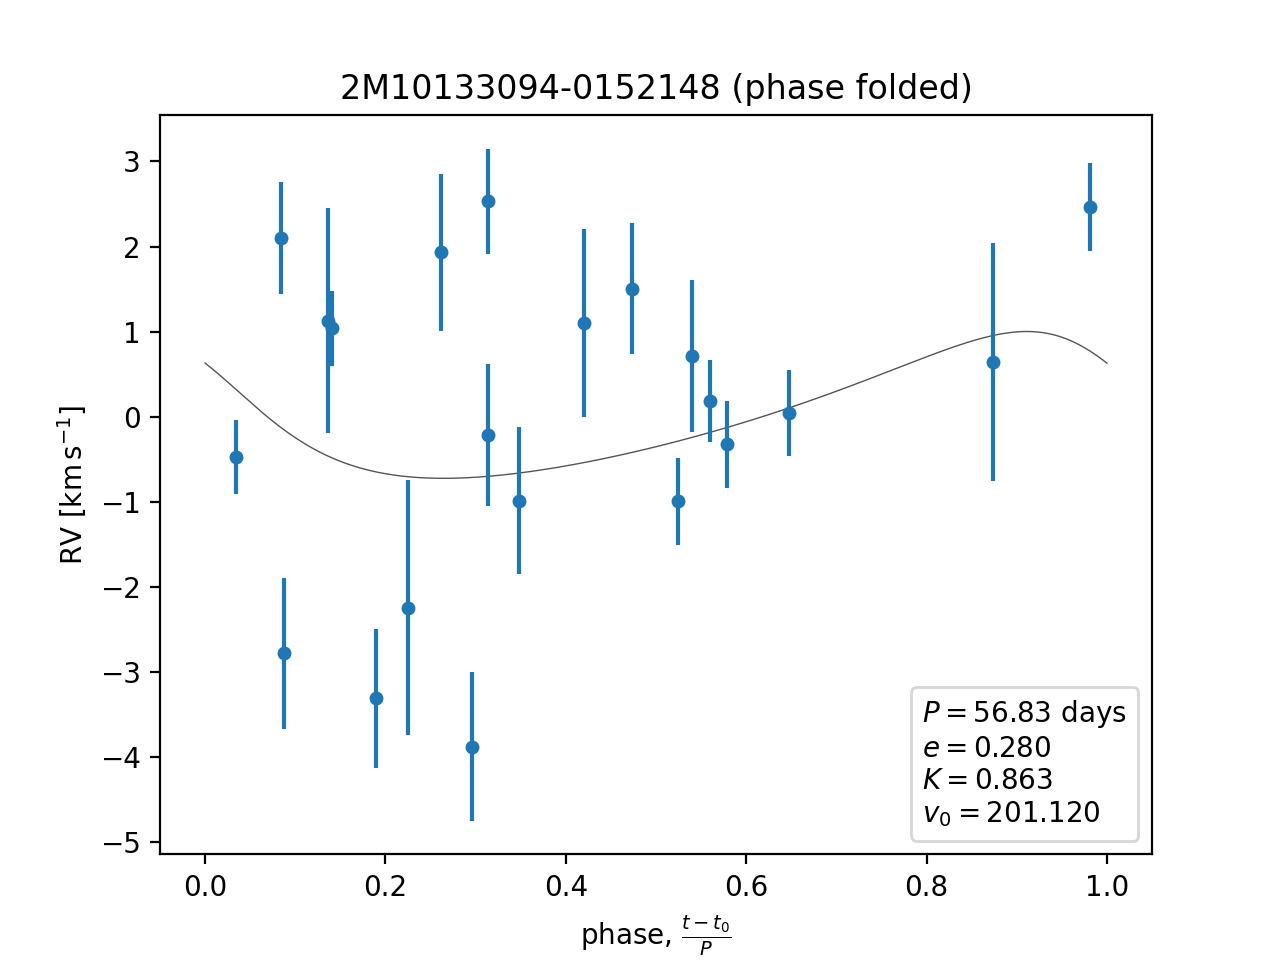 2M10133094-0152148 (phase folded)
RV [km s⁻¹]
3
2
1
0
−1
−2
−3
−4
−5
P = 56.83 days
e = 0.280
K = 0.863
v₀ = 201.120
0.0 0.2 0.4 0.6 0.8 1.0
phase, (t − t₀)/P